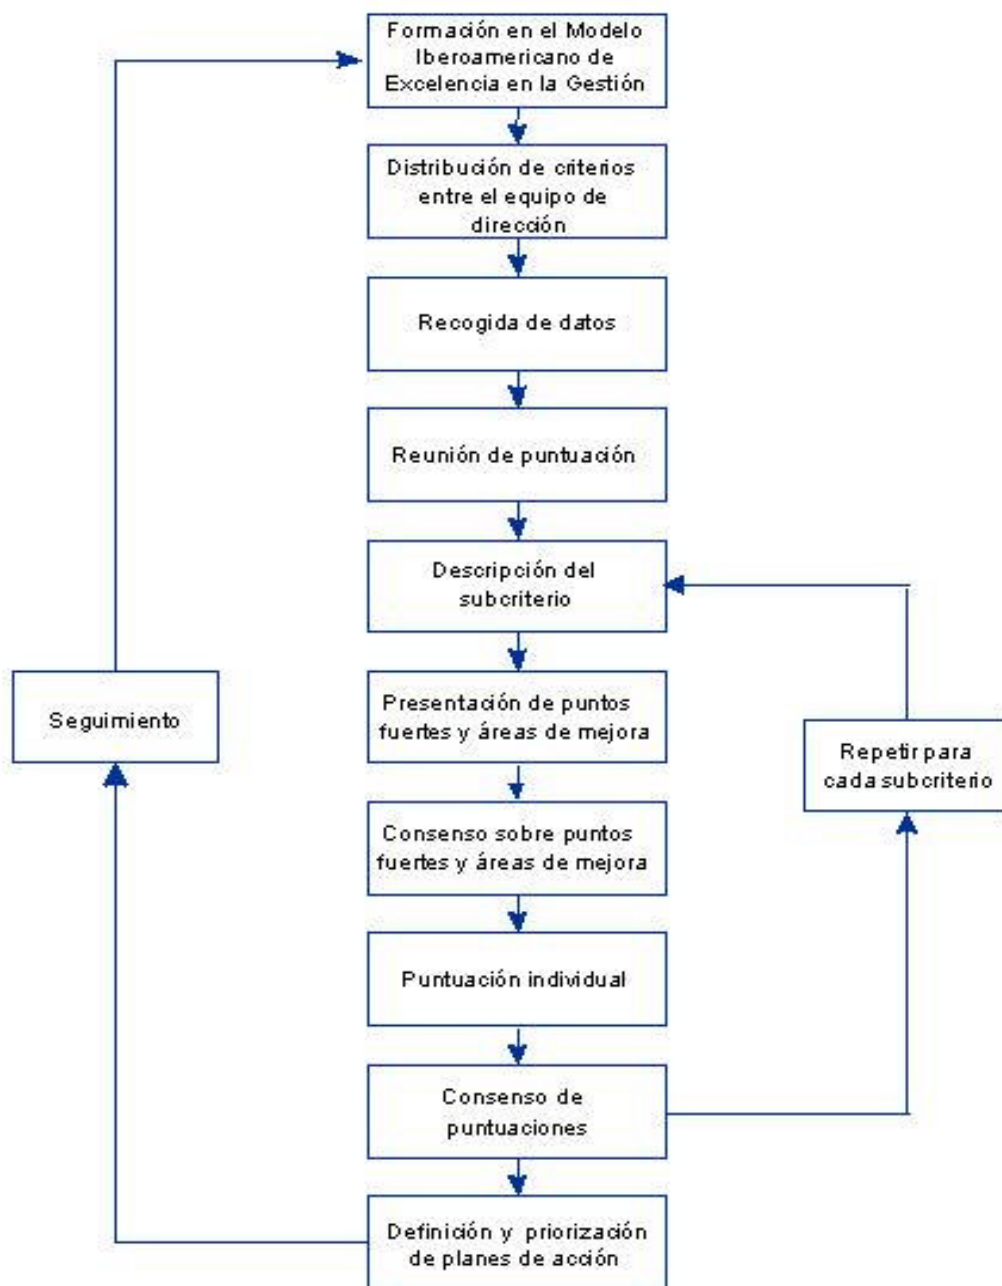 Formación en el Modelo
Iberoamericano de
Excelencia en la Gestión
Distribución de criterios
entre el equipo de
dirección
Recogida de datos
Reunión de puntuación
Descripción del
subcriterio
Presentación de puntos
fuertes y áreas de mejora
Seguimiento
Repetir para
cada subcriterio
Consenso sobre puntos
fuertes y áreas de mejora
Puntuación individual
Consenso de
puntuaciones
Definición y priorización
de planes de acción